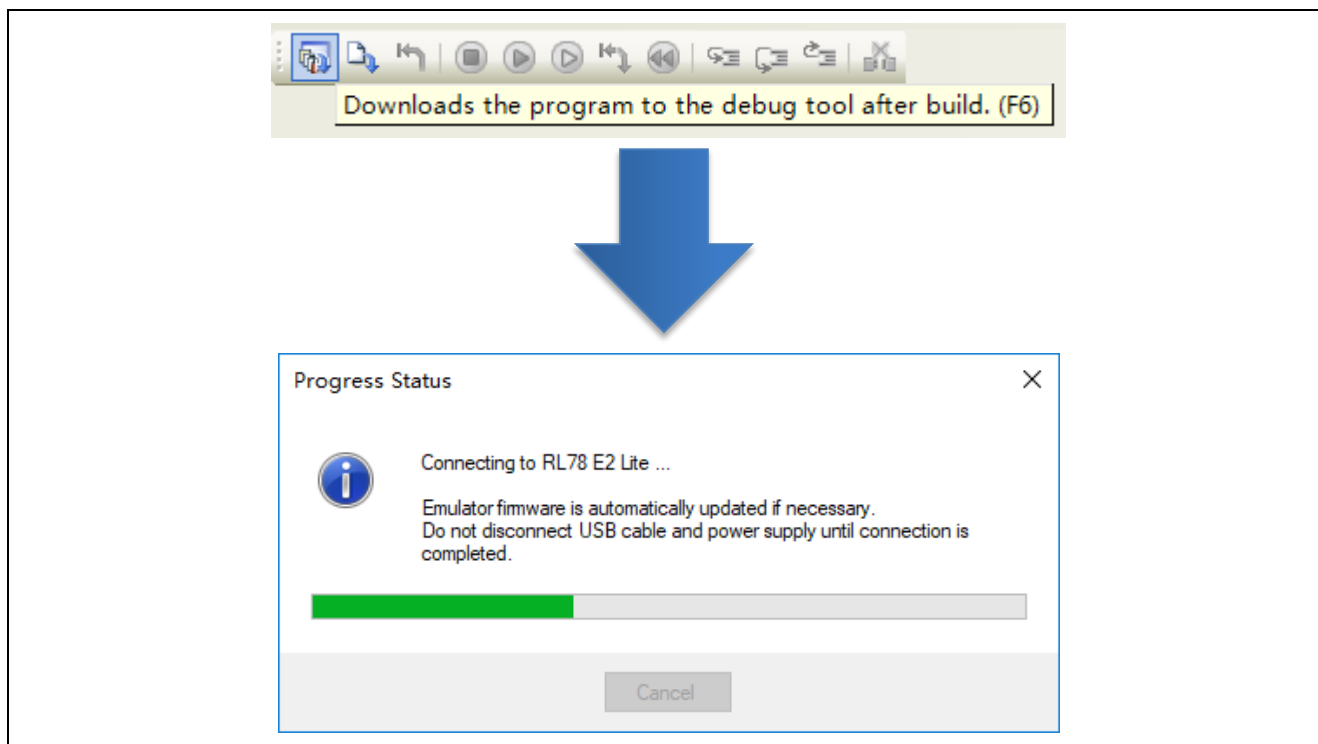 Downloads the program to the debug tool after build. (F6)
Progress Status
Connecting to RL78 E2 Lite ...
Emulator firmware is automatically updated if necessary.
Do not disconnect USB cable and power supply until connection is
completed.
Cancel